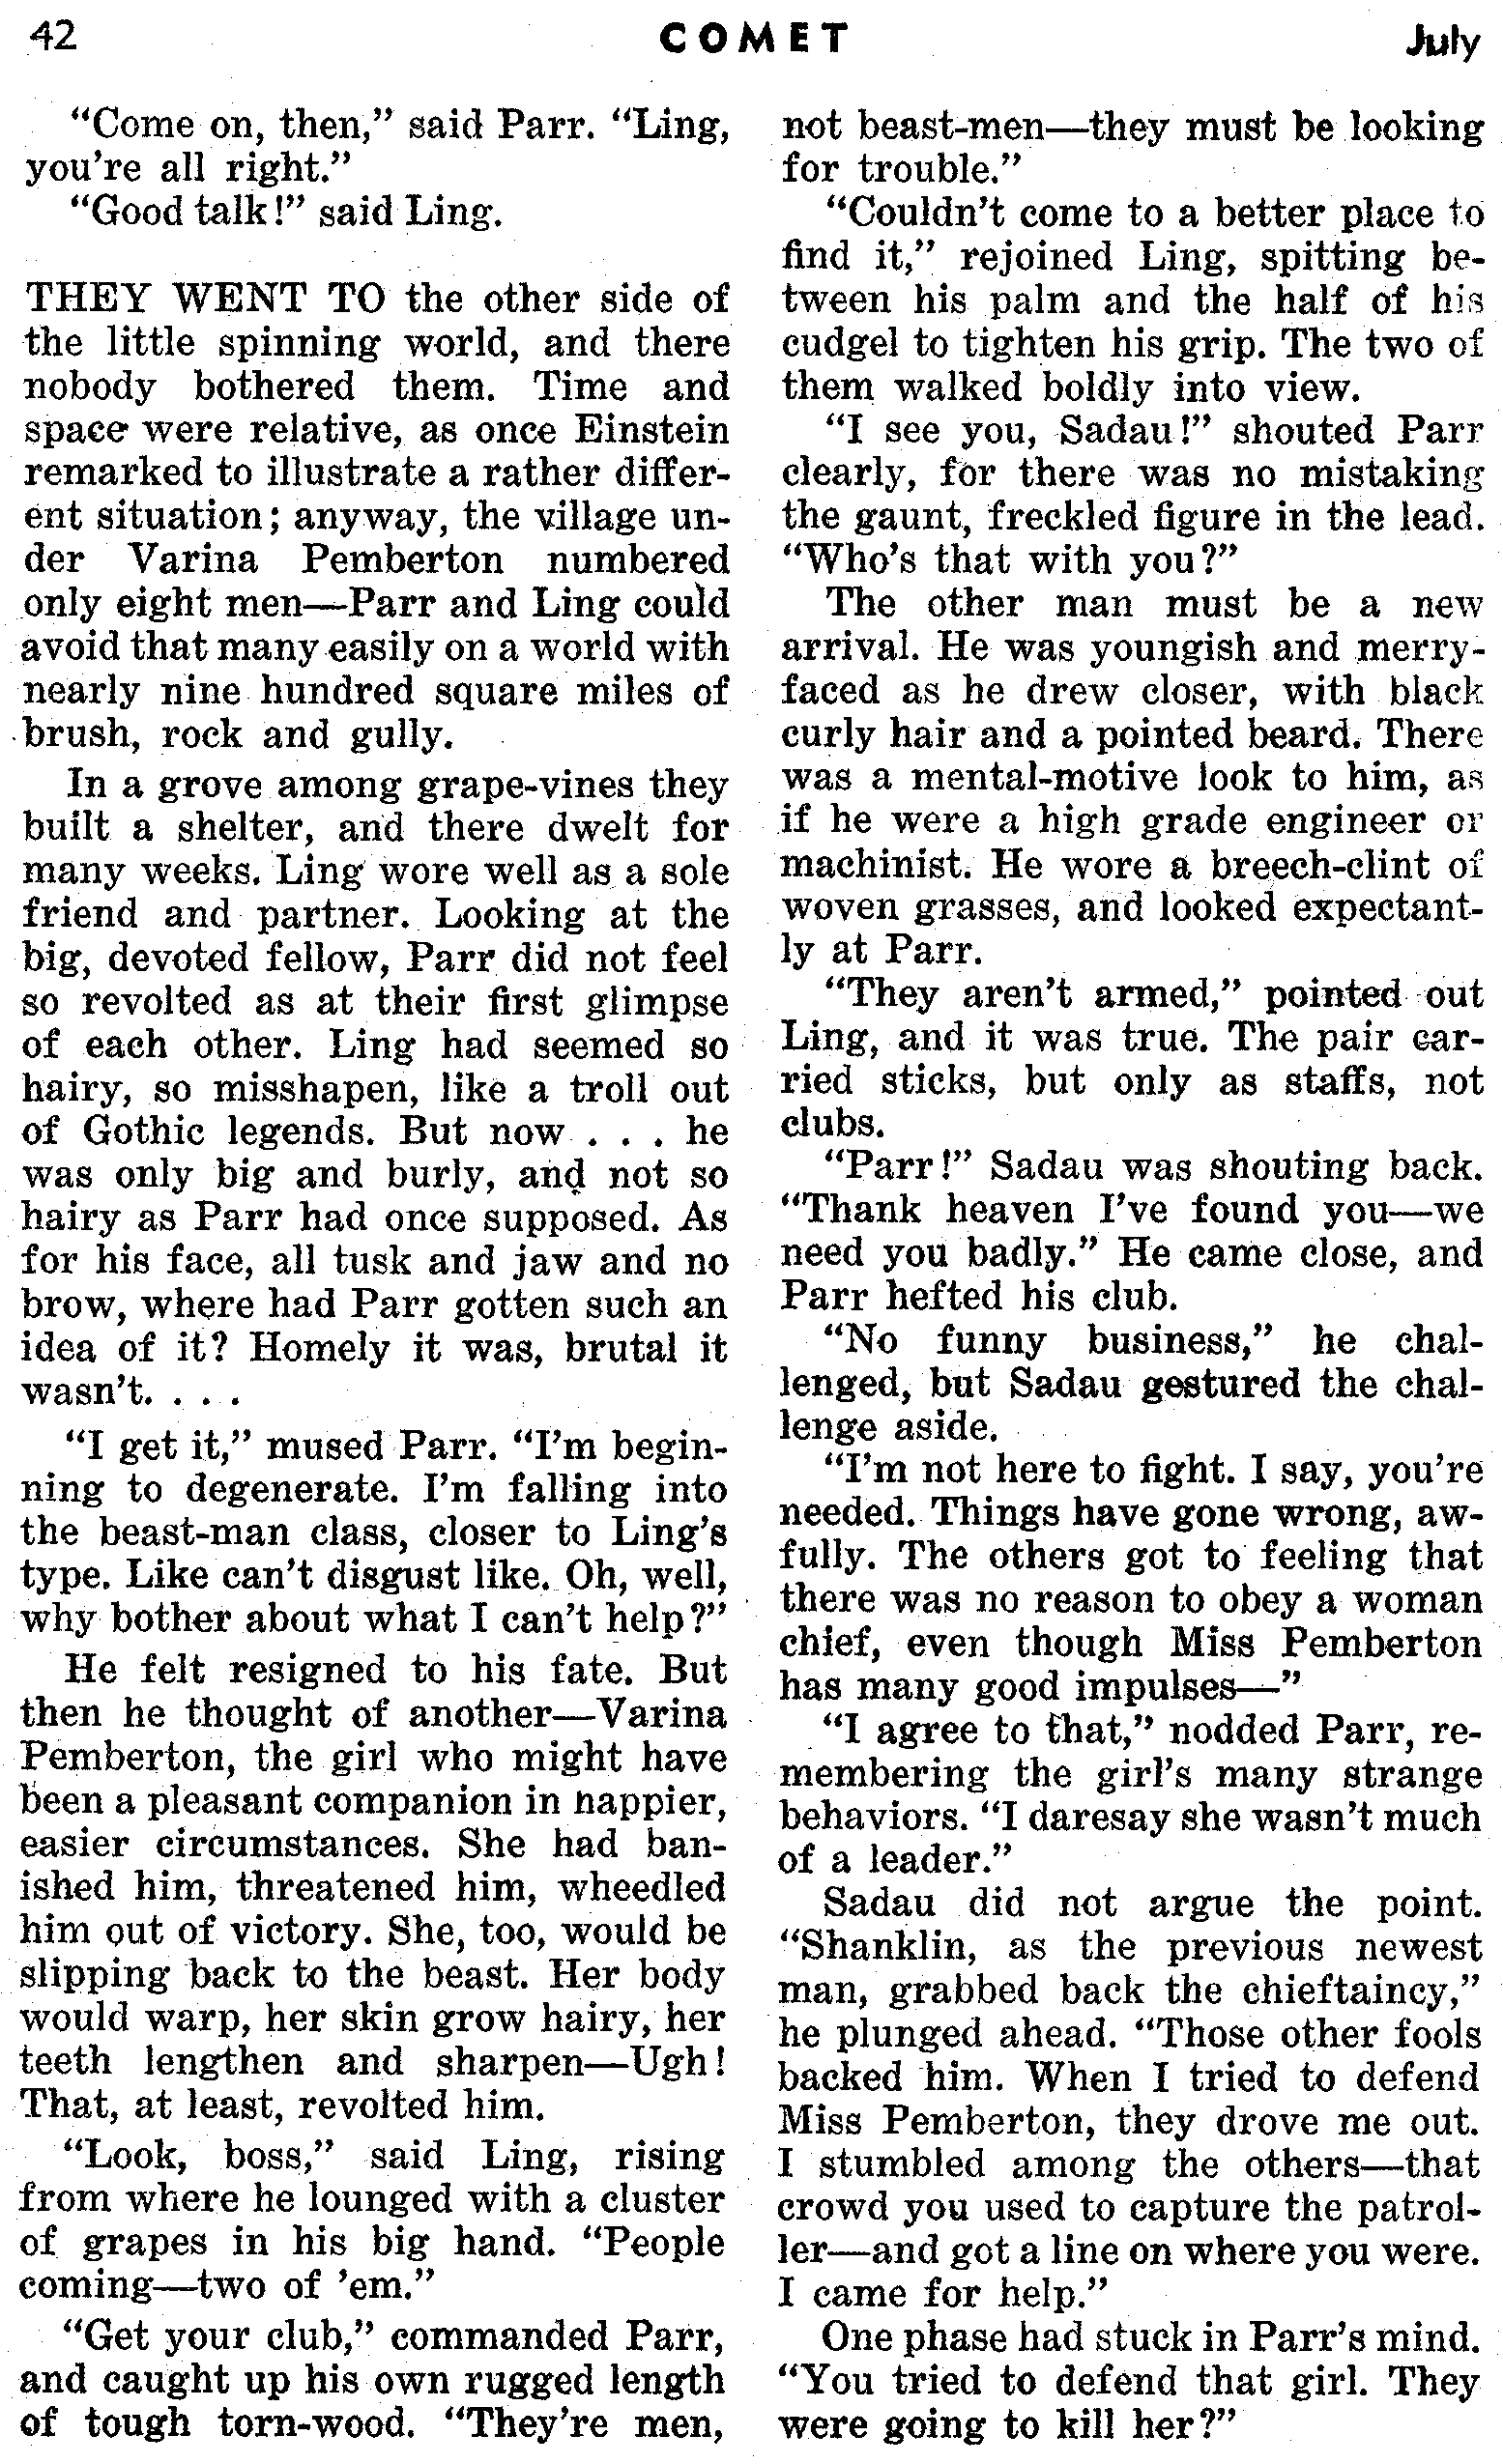 42
COMET
July
“Come on, then,” said Parr. “Ling,
you're all right.”
“Good talk!” said Ling.
THEY WENT TO the other side of
the little spinning world, and there
nobody bothered them. Time and
space were relative, as once Einstein
remarked to illustrate a rather differ-
ent situation; anyway, the village un-
der Varina Pemberton numbered
only eight men—Parr and Ling could
avoid that many easily on a world with
nearly nine hundred square miles of
brush, rock and gully.
In a grove among grape-vines they
built a shelter, and there dwelt for
many weeks. Ling wore well as a sole
friend and partner. Looking at the
big, devoted fellow, Parr did not feel
so revolted as at their first glimpse
of each other. Ling had seemed so
hairy, so misshapen, like a troll out
of Gothic legends. But now . . . he
was only big and burly, and not so
hairy as Parr had once supposed. As
for his face, all tusk and jaw and no
brow, where had Parr gotten such an
idea of it? Homely it was, brutal it
wasn't. . . .
“I get it,” mused Parr. “I'm begin-
ning to degenerate. I'm falling into
the beast-man class, closer to Ling's
type. Like can't disgust like. Oh, well,
why bother about what I can't help?”
He felt resigned to his fate. But
then he thought of another—Varina
Pemberton, the girl who might have
been a pleasant companion in happier,
easier circumstances. She had ban-
ished him, threatened him, wheedled
him out of victory. She, too, would be
slipping back to the beast. Her body
would warp, her skin grow hairy, her
teeth lengthen and sharpen—Ugh!
That, at least, revolted him.
“Look, boss,” said Ling, rising
from where he lounged with a cluster
of grapes in his big hand. “People
coming—two of 'em.”
“Get your club,” commanded Parr,
and caught up his own rugged length
of tough torn-wood. “They're men,
not beast-men—they must be looking
for trouble.”
“Couldn't come to a better place to
find it,” rejoined Ling, spitting be-
tween his palm and the half of his
cudgel to tighten his grip. The two of
them walked boldly into view.
“I see you, Sadau!” shouted Parr
clearly, for there was no mistaking
the gaunt, freckled figure in the lead.
“Who's that with you?”
The other man must be a new
arrival. He was youngish and merry-
faced as he drew closer, with black
curly hair and a pointed beard. There
was a mental-motive look to him, as
if he were a high grade engineer or
machinist. He wore a breech-clint of
woven grasses, and looked expectant-
ly at Parr.
“They aren't armed,” pointed out
Ling, and it was true. The pair car-
ried sticks, but only as staffs, not
clubs.
“Parr!” Sadau was shouting back.
“Thank heaven I've found you—we
need you badly.” He came close, and
Parr hefted his club.
“No funny business,” he chal-
lenged, but Sadau gestured the chal-
lenge aside.
“I'm not here to fight. I say, you're
needed. Things have gone wrong, aw-
fully. The others got to feeling that
there was no reason to obey a woman
chief, even though Miss Pemberton
has many good impulses—”
“I agree to that,” nodded Parr, re-
membering the girl's many strange
behaviors. “I daresay she wasn't much
of a leader.”
Sadau did not argue the point.
“Shanklin, as the previous newest
man, grabbed back the chieftaincy,”
he plunged ahead. “Those other fools
backed him. When I tried to defend
Miss Pemberton, they drove me out.
I stumbled among the others—that
crowd you used to capture the patrol-
ler—and got a line on where you were.
I came for help.”
One phase had stuck in Parr's mind.
“You tried to defend that girl. They
were going to kill her?”